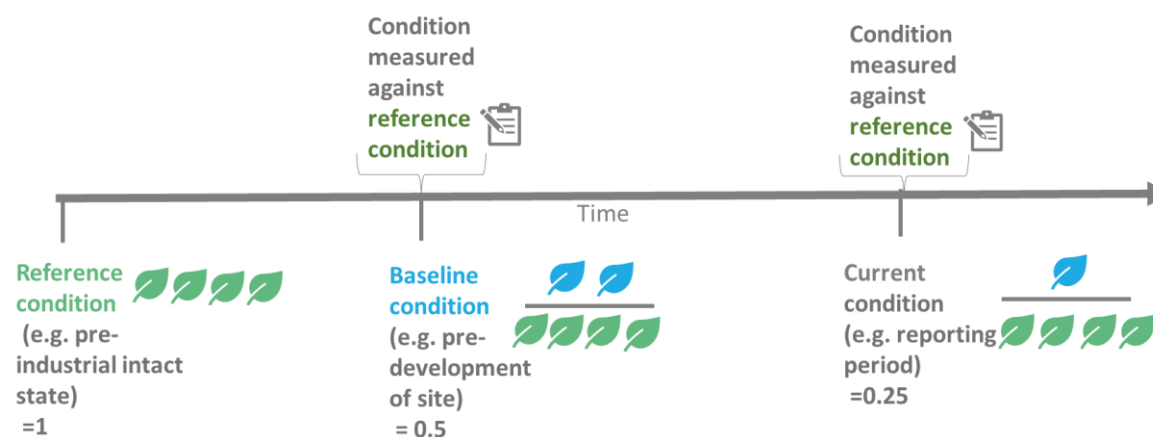 Condition
measured
against
reference
condition
Condition
measured
against
reference
condition
Time
Reference
condition
(e.g. pre-
industrial intact
state)
=1
Baseline
condition
(e.g. pre-
development
of site)
= 0.5
Current
condition
(e.g. reporting
period)
=0.25